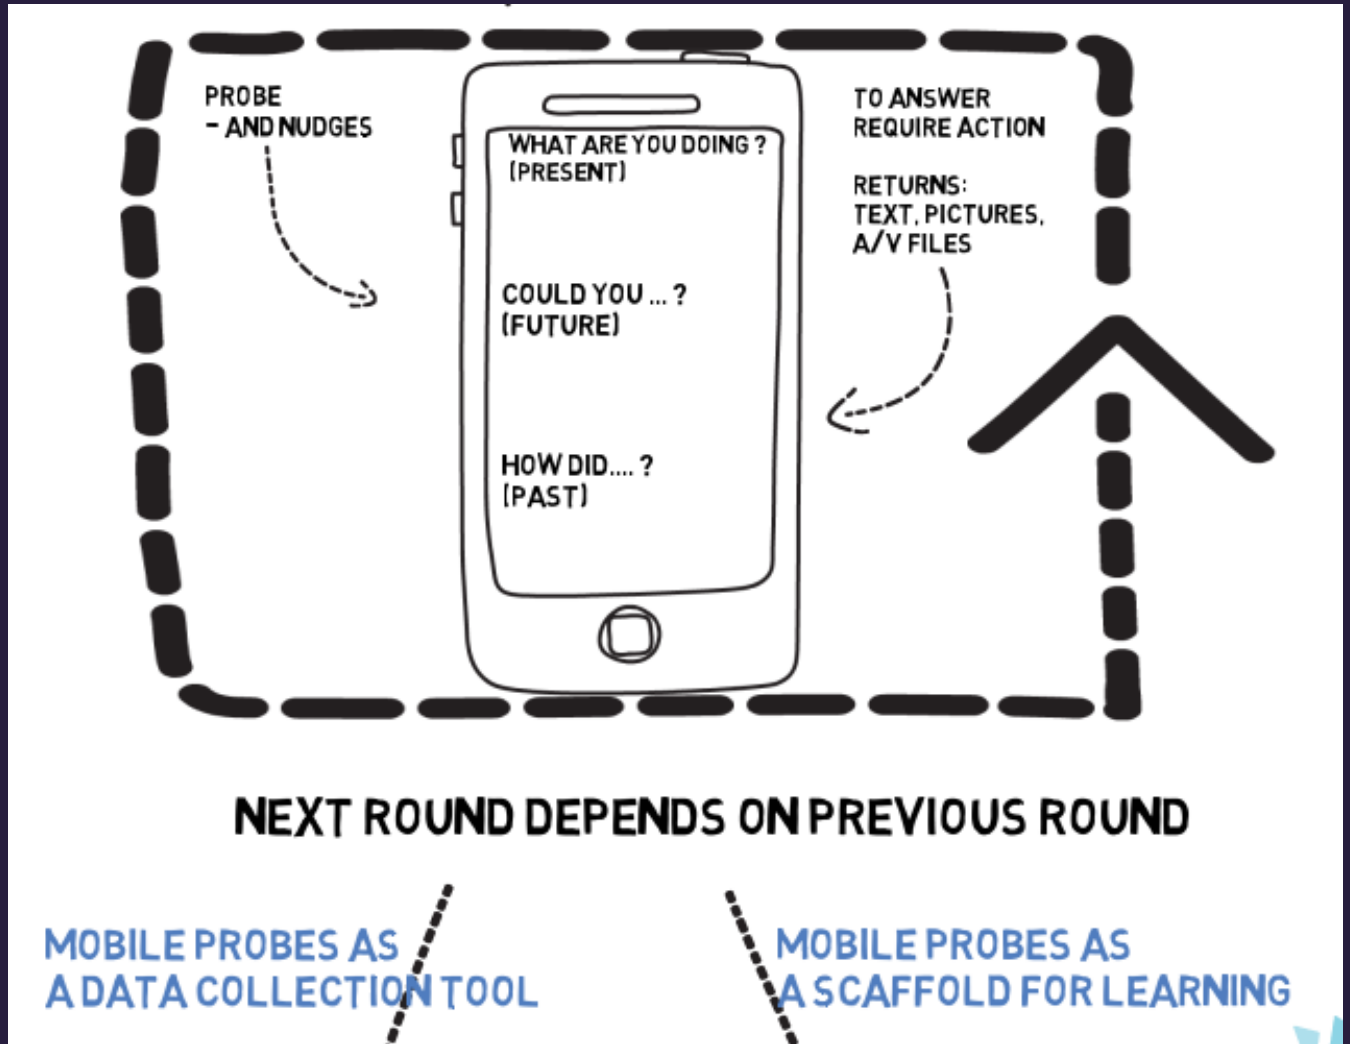 PROBE
- AND NUDGES
WHAT ARE YOU DOING ?
(PRESENT)
COULD YOU ... ?
(FUTURE)
HOW DID.... ?
(PAST)
TO ANSWER
REQUIRE ACTION
RETURNS:
TEXT, PICTURES,
A/V FILES
NEXT ROUND DEPENDS ON PREVIOUS ROUND
MOBILE PROBES AS
A DATA COLLECTION TOOL
MOBILE PROBES AS
A SCAFFOLD FOR LEARNING